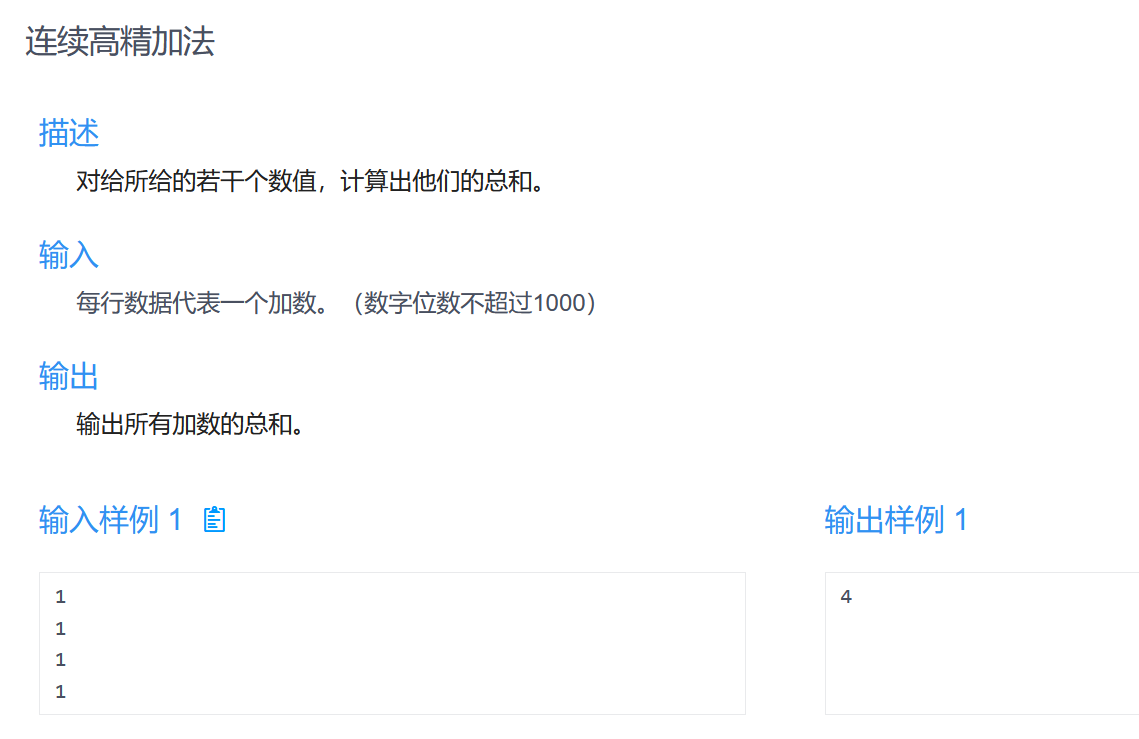 连续高精加法
描述
对给所给的若干个数值，计算出他们的总和。
输入
每行数据代表一个加数。（数字位数不超过1000）
输出
输出所有加数的总和。
输入样例 1
1
1
1
1
输出样例 1
4